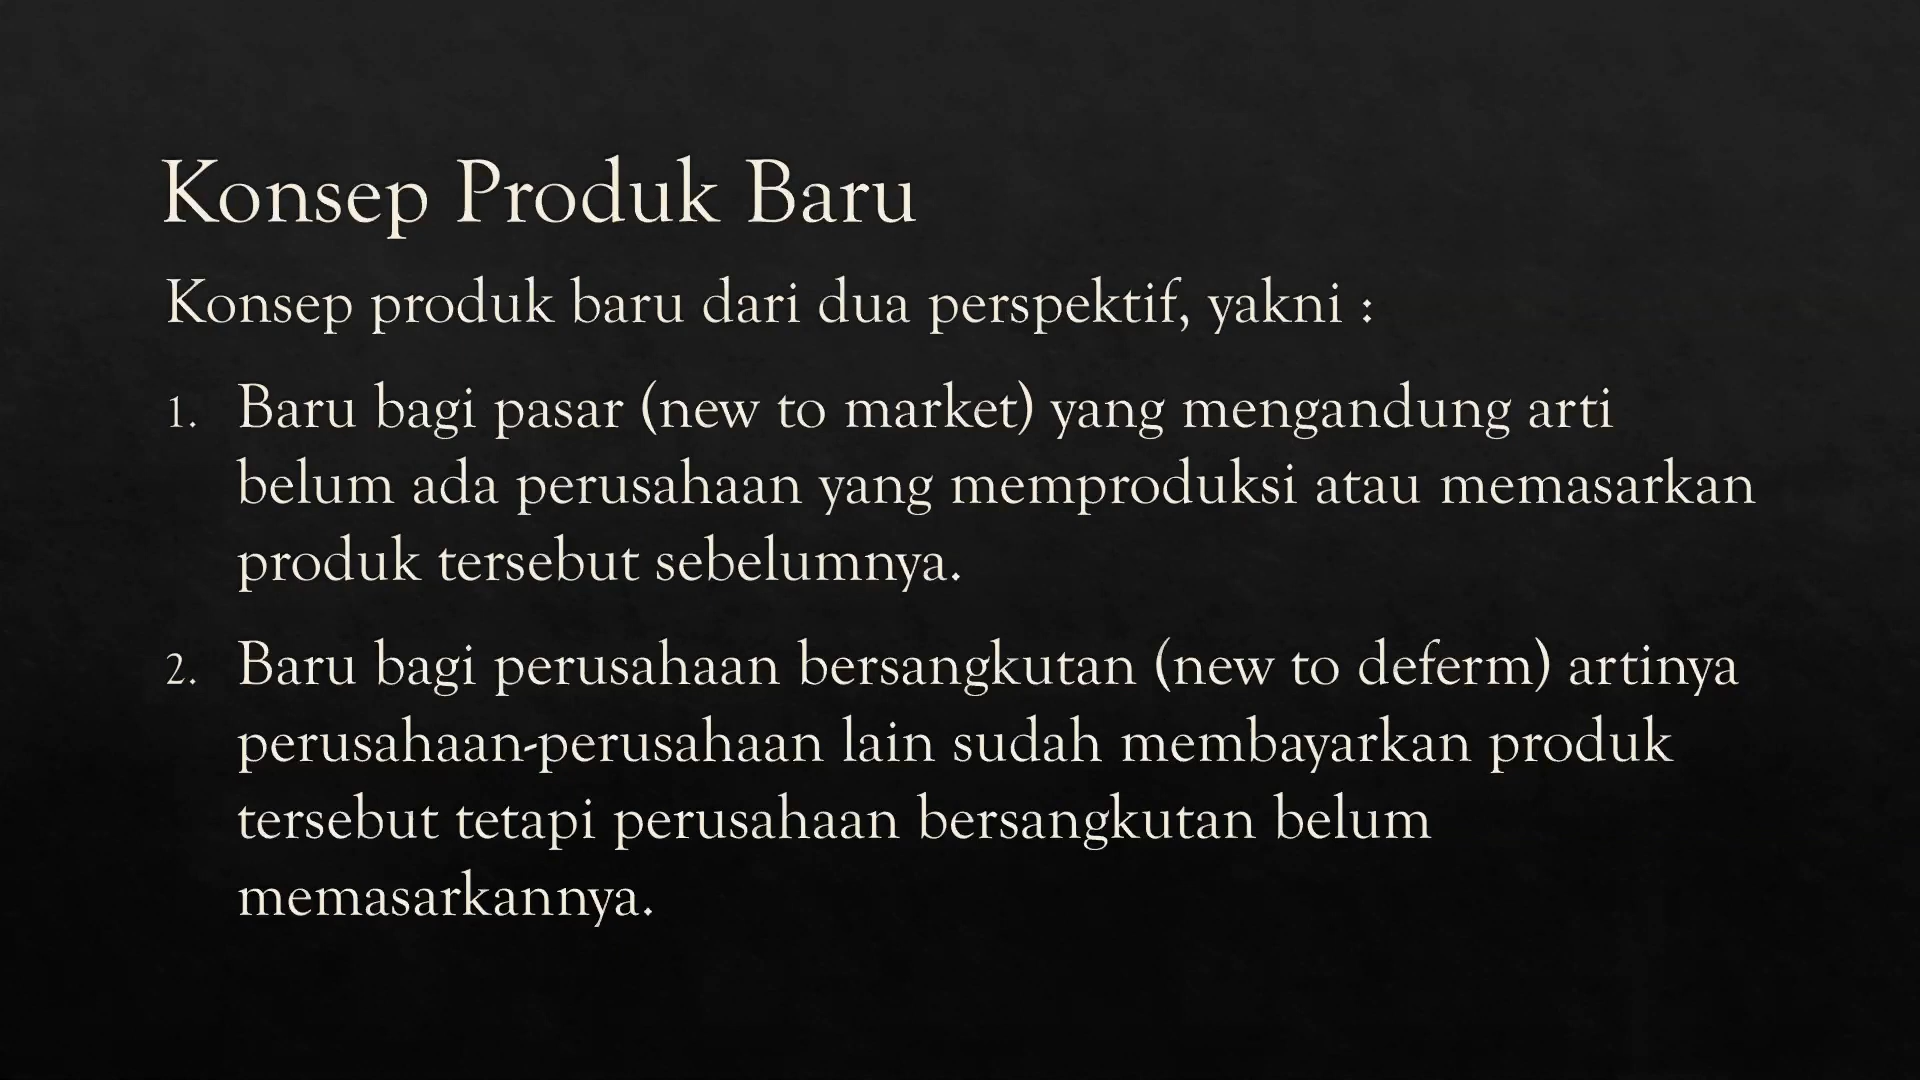 Konsep Produk Baru
Konsep produk baru dari dua perspektif, yakni :
1. Baru bagi pasar (new to market) yang mengandung arti
belum ada perusahaan yang memproduksi atau memasarkan
produk tersebut sebelumnya.
2. Baru bagi perusahaan bersangkutan (new to deferm) artinya
perusahaan-perusahaan lain sudah membayarkan produk
tersebut tetapi perusahaan bersangkutan belum
memasarkannya.